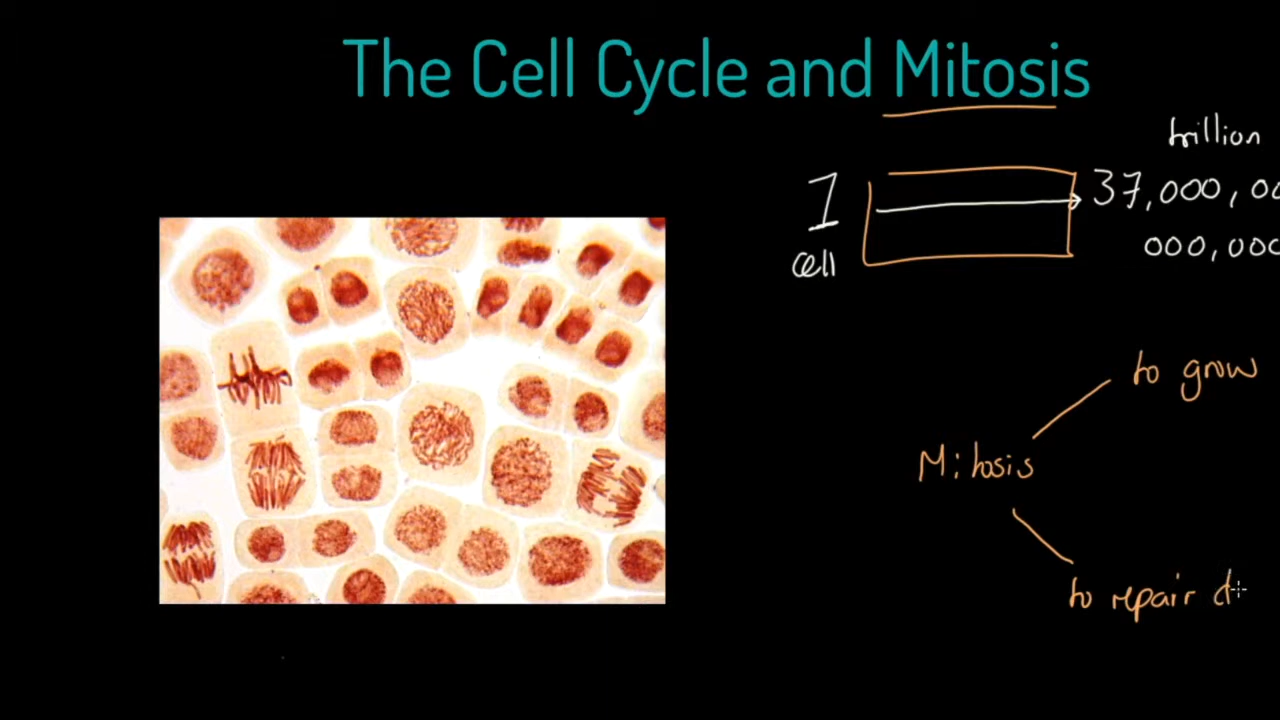 The Cell Cycle and Mitosis
trillion
1
37,000,00
cell
000,000
to grow
Mitosis
to repair d